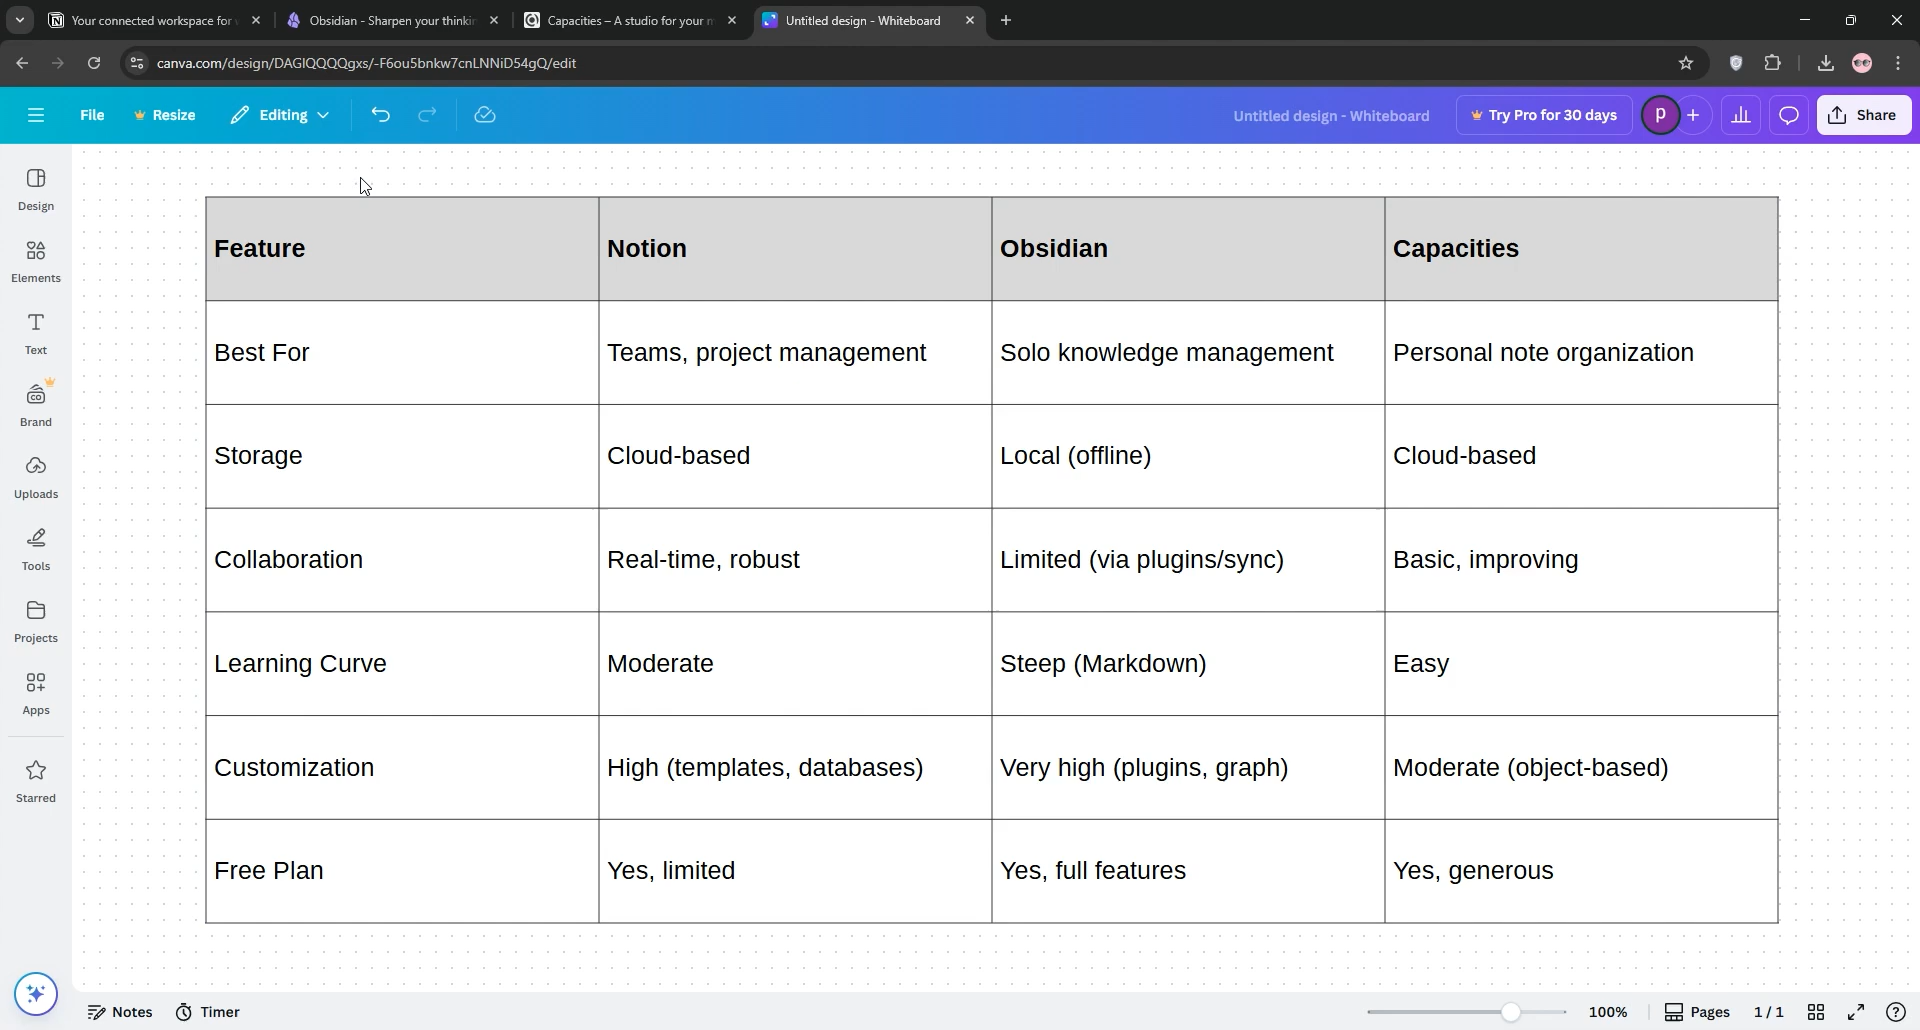 Your connected workspace for
Obsidian - Sharpen your thinkin
Capacities – A studio for your m
Untitled design - Whiteboard
canva.com/design/DAGlQQQQgxs/-F6ou5bnkw7cnLNNiD54gQ/edit
File
Resize
Editing
Untitled design - Whiteboard
Try Pro for 30 days
P
Share
Design
Elements
Text
Brand
Uploads
Tools
Projects
Apps
Starred
Feature Notion Obsidian Capacities
Best For Teams, project management Solo knowledge management Personal note organization
Storage Cloud-based Local (offline) Cloud-based
Collaboration Real-time, robust Limited (via plugins/sync) Basic, improving
Learning Curve Moderate Steep (Markdown) Easy
Customization High (templates, databases) Very high (plugins, graph) Moderate (object-based)
Free Plan Yes, limited Yes, full features Yes, generous
Notes
Timer
100%
Pages
1 / 1